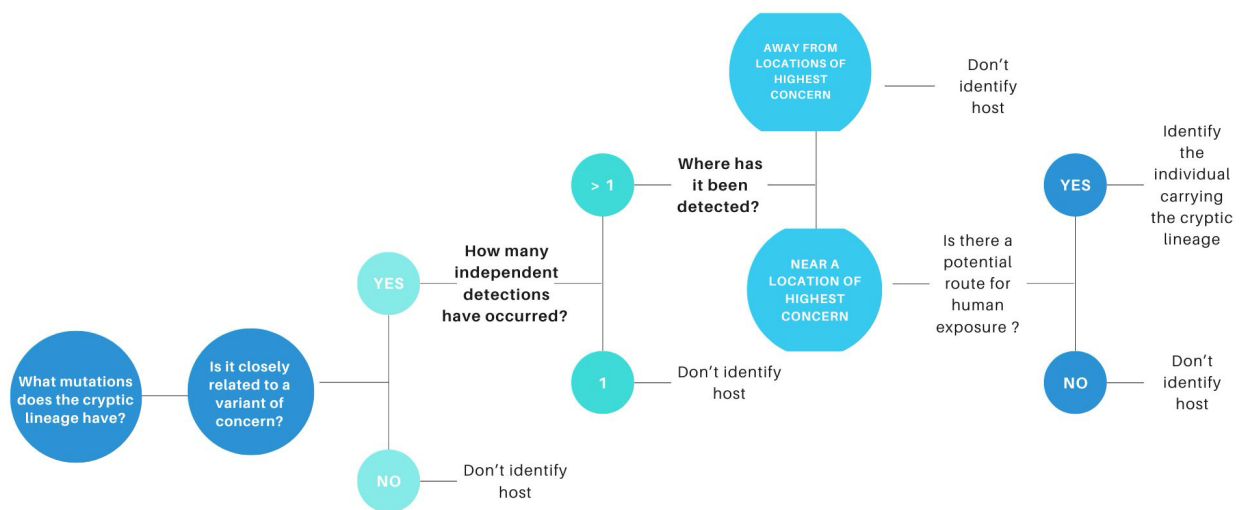 What mutations
does the cryptic
lineage have?
Is it closely
related to a
variant of
concern?
YES
NO
Don't identify
host
How many
independent
detections
have occurred?
> 1
1
Don't identify
host
Where has
it been
detected?
AWAY FROM
LOCATIONS OF
HIGHEST
CONCERN
Don't
identify
host
NEAR A
LOCATION OF
HIGHEST
CONCERN
Is there a
potential
route for
human
exposure ?
YES
Identify
the
individual
carrying
the cryptic
lineage
NO
Don't
identify
host